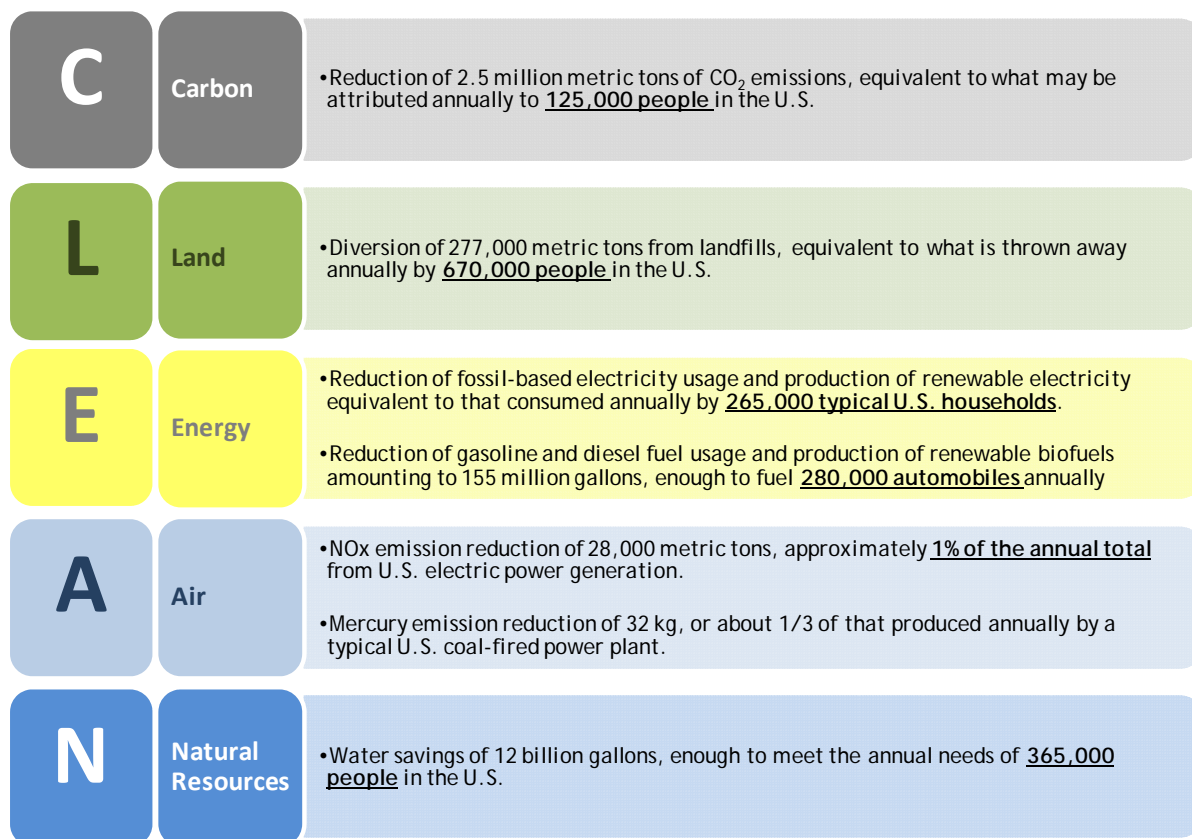 C
Carbon
•Reduction of 2.5 million metric tons of CO₂ emissions, equivalent to what may be
attributed annually to 125,000 people in the U.S.
L
Land
•Diversion of 277,000 metric tons from landfills, equivalent to what is thrown away
annually by 670,000 people in the U.S.
E
Energy
•Reduction of fossil-based electricity usage and production of renewable electricity
equivalent to that consumed annually by 265,000 typical U.S. households.
•Reduction of gasoline and diesel fuel usage and production of renewable biofuels
amounting to 155 million gallons, enough to fuel 280,000 automobiles annually
A
Air
•NOx emission reduction of 28,000 metric tons, approximately 1% of the annual total
from U.S. electric power generation.
•Mercury emission reduction of 32 kg, or about 1/3 of that produced annually by a
typical U.S. coal-fired power plant.
N
Natural
Resources
•Water savings of 12 billion gallons, enough to meet the annual needs of 365,000
people in the U.S.